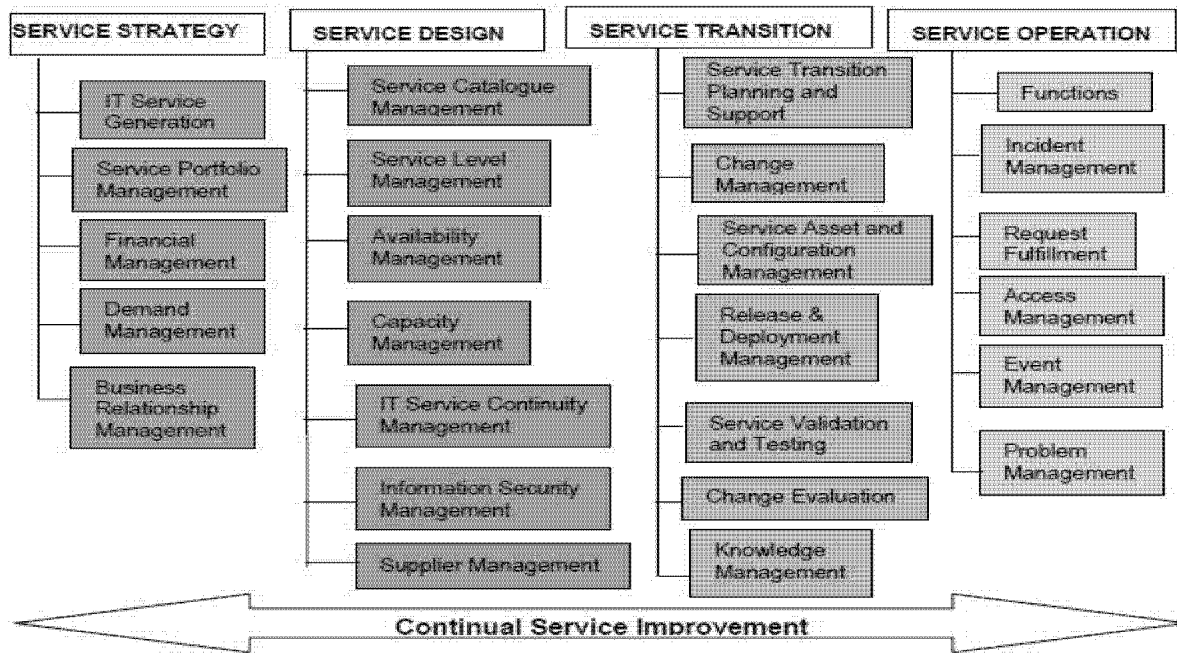 SERVICE STRATEGY
IT Service
Generation
Service Portfolio
Management
Financial
Management
Demand
Management
Business
Relationship
Management
SERVICE DESIGN
Service Catalogue
Management
Service Level
Management
Availability
Management
Capacity
Management
IT Service Continuity
Management
Information Security
Management
Supplier Management
SERVICE TRANSITION
Service Transition
Planning and
Support
Change
Management
Service Asset and
Configuration
Management
Release &
Deployment
Management
Service Validation
and Testing
Change Evaluation
Knowledge
Management
SERVICE OPERATION
Functions
Incident
Management
Request
Fulfillment
Access
Management
Event
Management
Problem
Management
Continual Service Improvement